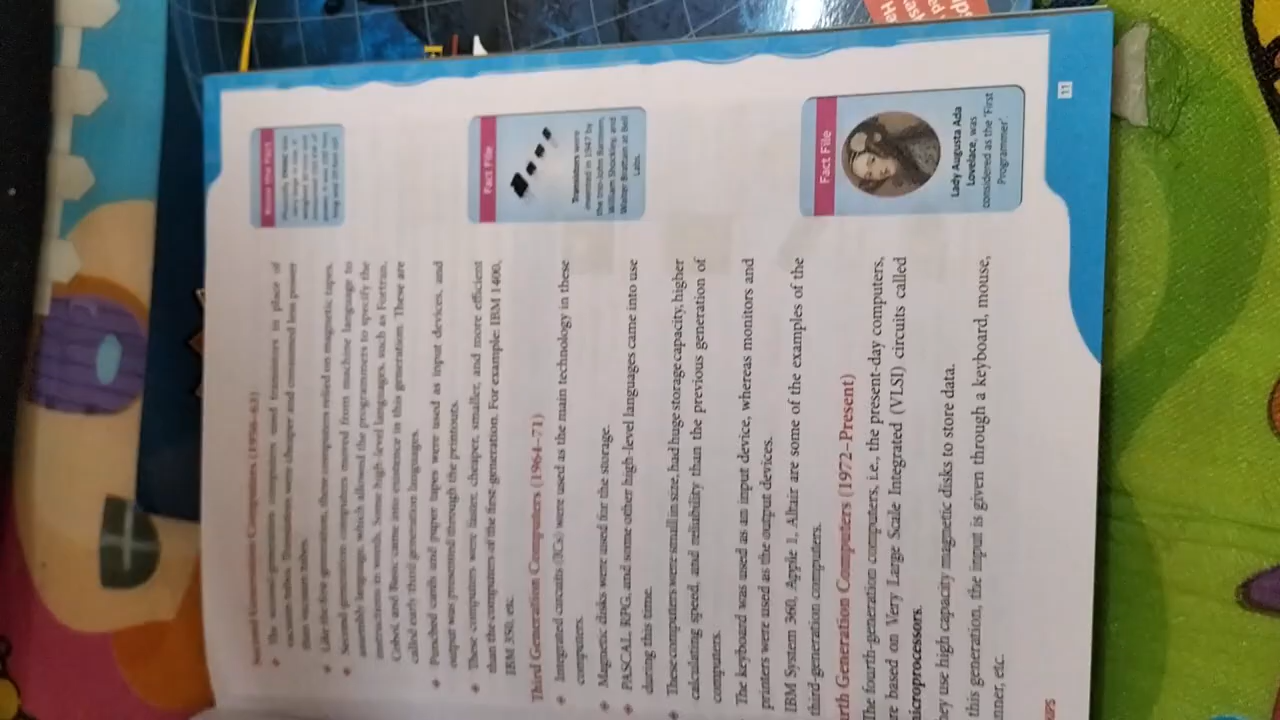 Second Generation Computers (1956-63)
The second generation computers used transistors in place of
vacuum tubes. Transistors were cheaper and consumed less power
than vacuum tubes.
Like the first generation, these computers relied on magnetic tapes.
Second generation computers moved from machine language to
assembly language, which allowed the programmers to specify the
instructions in words. Some high-level languages, such as Fortran,
Cobol, and Basic came into existence in this generation. These are
called early third generation languages.
Punched cards and paper tapes were used as input devices, and
output was presented through the printouts.
These computers were faster, cheaper, smaller, and more efficient
than the computers of the first generation. For example: IBM 1400,
IBM 350, etc.
Third Generation Computers (1964-71)
Integrated circuits (ICs) were used as the main technology in these
computers.
Magnetic disks were used for the storage.
PASCAL, RPG, and some other high-level languages came into use
during this time.
These computers were small in size, had huge storage capacity, higher
calculating speed, and reliability than the previous generation of
computers.
The keyboard was used as an input device, whereas monitors and
printers were used as the output devices.
IBM System 360, Apple 1, Altair are some of the examples of the
third-generation computers.
rth Generation Computers (1972-Present)
The fourth-generation computers, i.e., the present-day computers,
re based on Very Large Scale Integrated (VLSI) circuits called
microprocessors.
hey use high capacity magnetic disks to store data.
this generation, the input is given through a keyboard, mouse,
nner, etc.
Fact File
Transistors were
invented in 1947 by
the trio-John Barden,
William Shockling, and
Walter Brattain at Bell
Labs.
Fact File
Lady Augusta Ada
Lovelace, was
considered as the 'First
Programmer'.
11